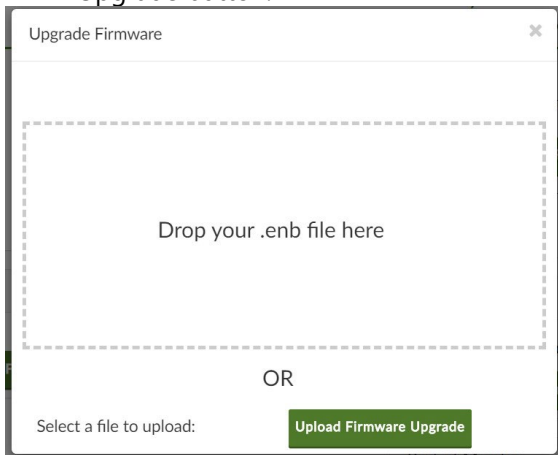 Upgrade Firmware ×
Drop your .enb file here
OR
Select a file to upload: Upload Firmware Upgrade